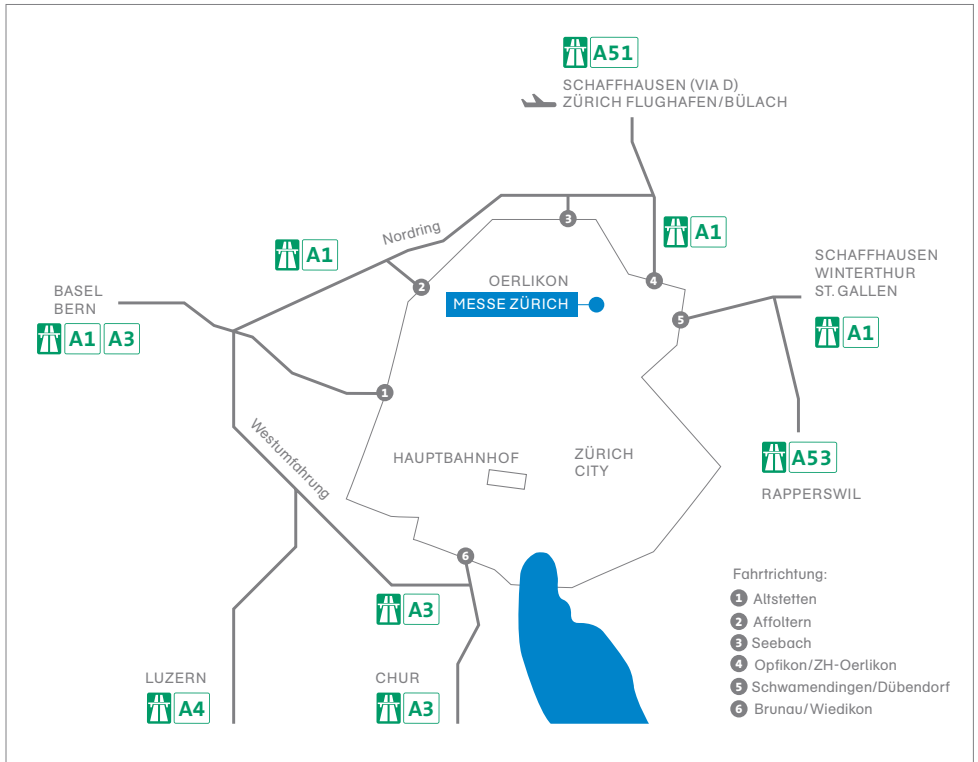 A51
SCHAFFHAUSEN (VIA D)
ZÜRICH FLUGHAFEN/BÜLACH
Nordring
A1
A1
SCHAFFHAUSEN
WINTERTHUR
ST. GALLEN
A1
BASEL
BERN
A1 A3
OERLIKON
MESSE ZÜRICH
1
2
3
4
5
6
Westumfahrung
HAUPTBAHNHOF
ZÜRICH
CITY
A53
RAPPERSWIL
A3
LUZERN
A4
CHUR
A3
Fahrtrichtung:
1 Altstetten
2 Affoltern
3 Seebach
4 Opfikon/ZH-Oerlikon
5 Schwamendingen/Dübendorf
6 Brunau/Wiedikon